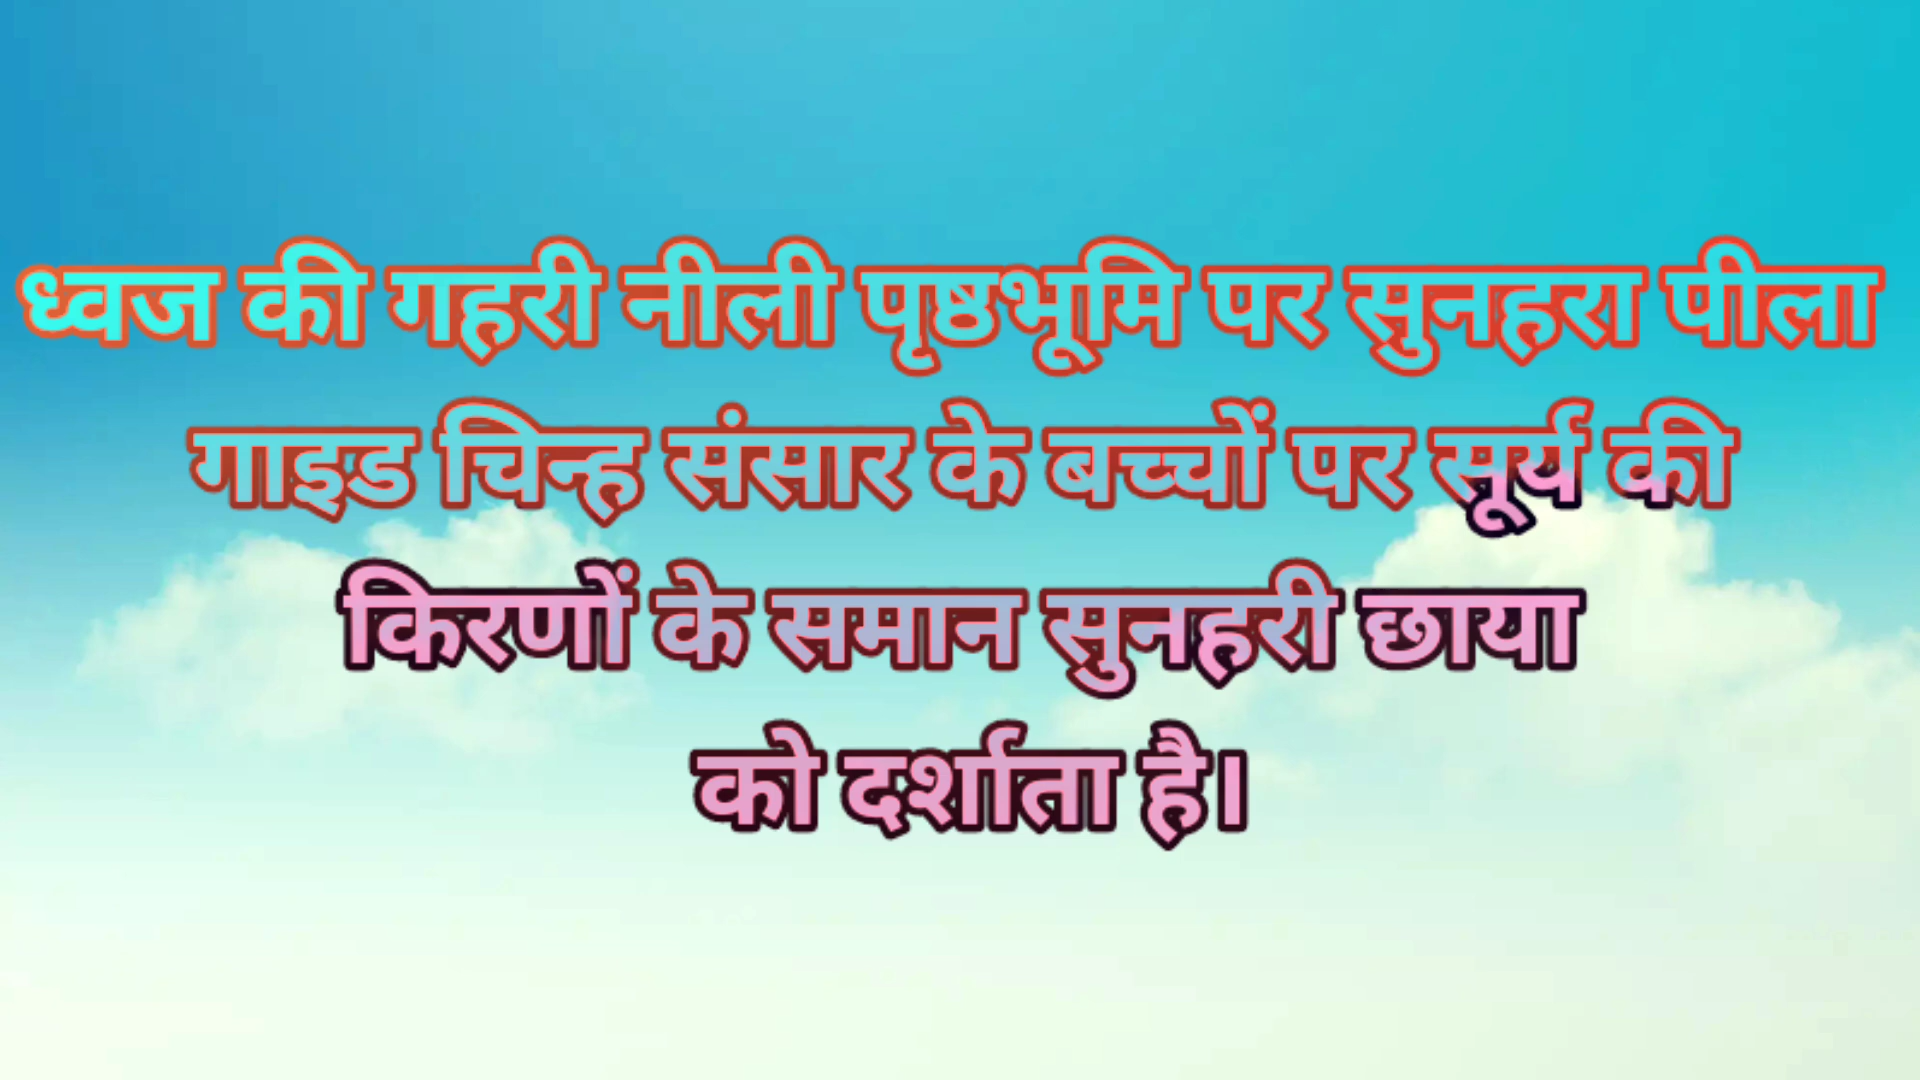 ध्वज की गहरी नीली पृष्ठभूमि पर सुनहरा पीला
गाइड चिन्ह संसार के बच्चों पर सूर्य की
किरणों के समान सुनहरी छाया
को दर्शाता है।